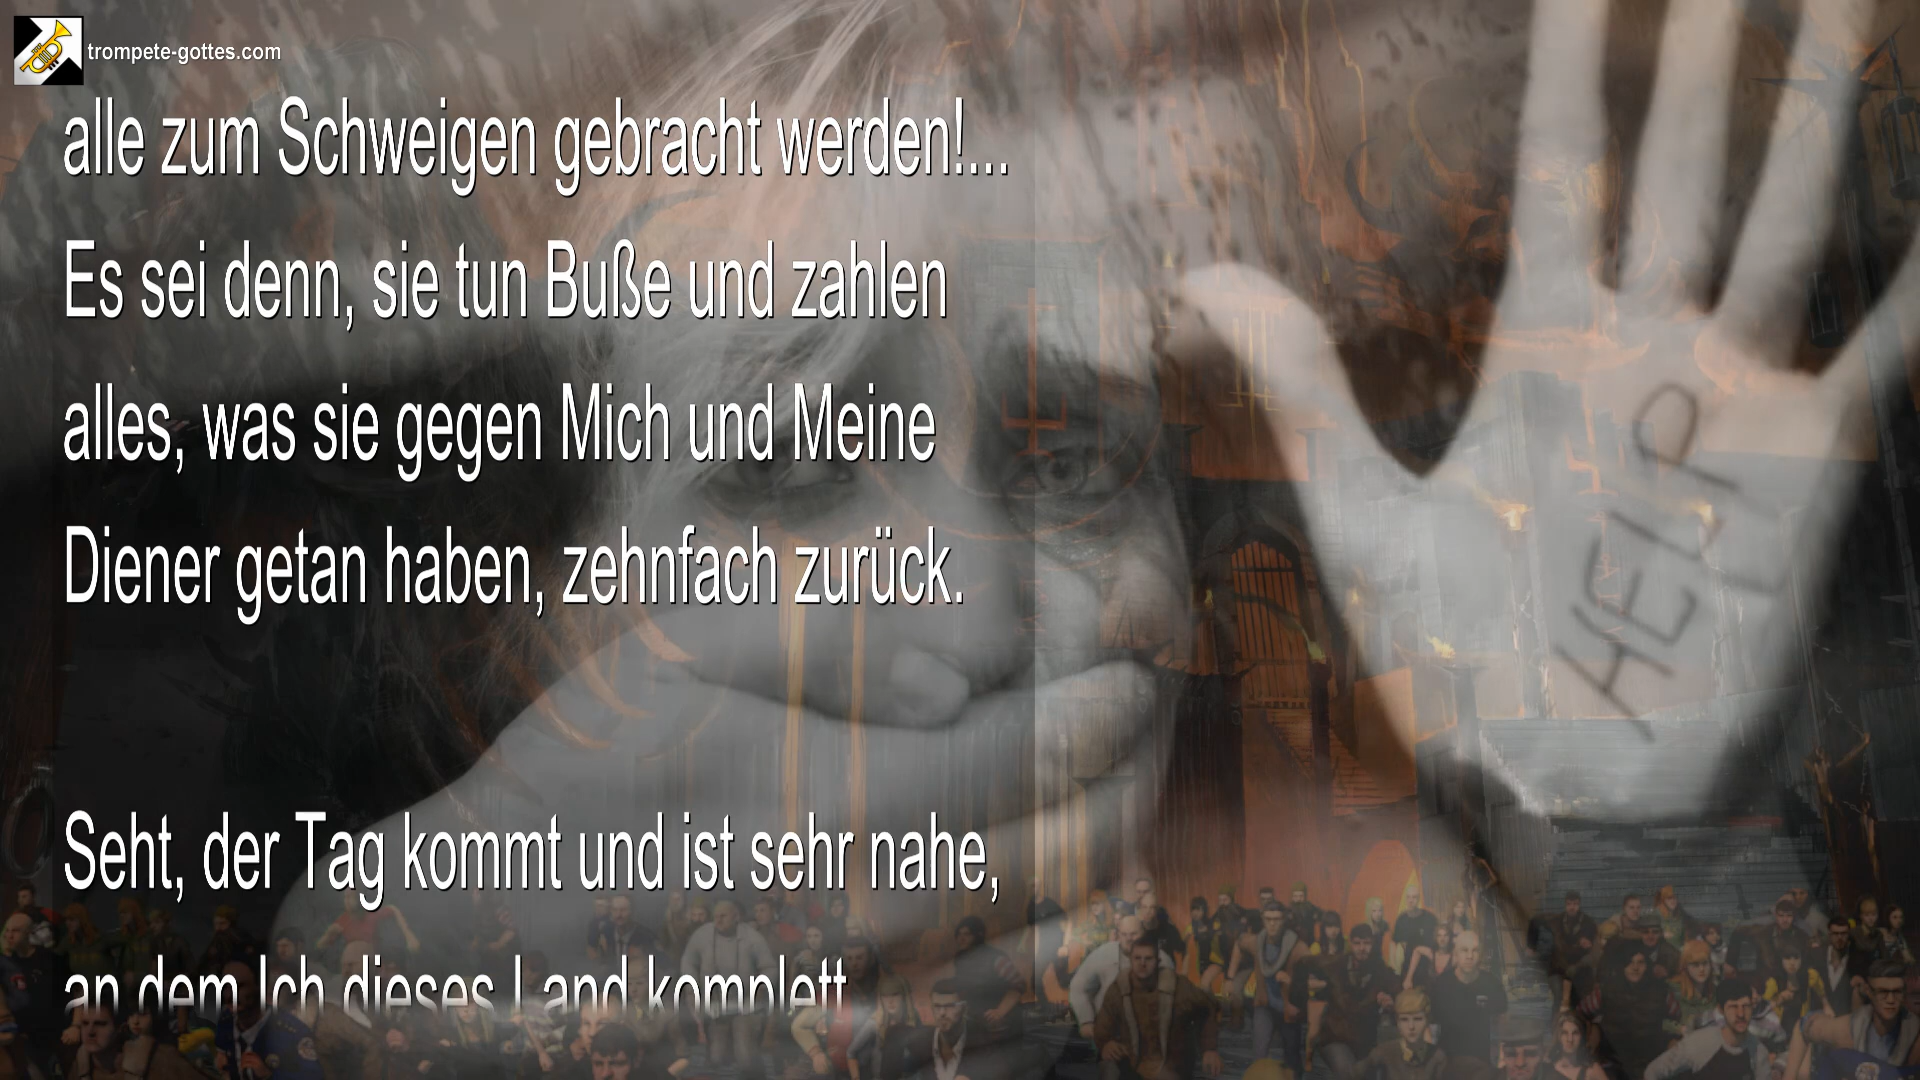 trompete-gottes.com
alle zum Schweigen gebracht werden!...
Es sei denn, sie tun Buße und zahlen
alles, was sie gegen Mich und Meine
Diener getan haben, zehnfach zurück.
Seht, der Tag kommt und ist sehr nahe,
an dem Ich dieses Land komplett
HELP